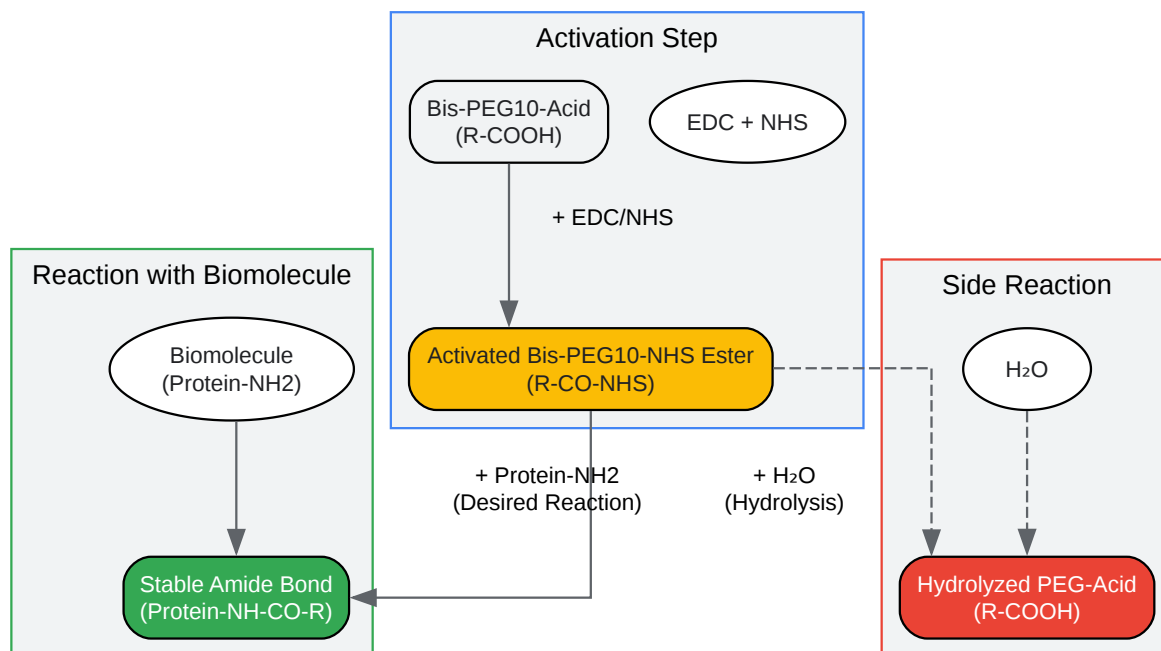 Activation Step
Bis-PEG10-Acid
(R-COOH)
EDC + NHS
+ EDC/NHS
Reaction with Biomolecule
Side Reaction
Biomolecule
(Protein-NH2)
Activated Bis-PEG10-NHS Ester
(R-CO-NHS)
H₂O
+ Protein-NH2
(Desired Reaction)
+ H₂O
(Hydrolysis)
Stable Amide Bond
(Protein-NH-CO-R)
Hydrolyzed PEG-Acid
(R-COOH)